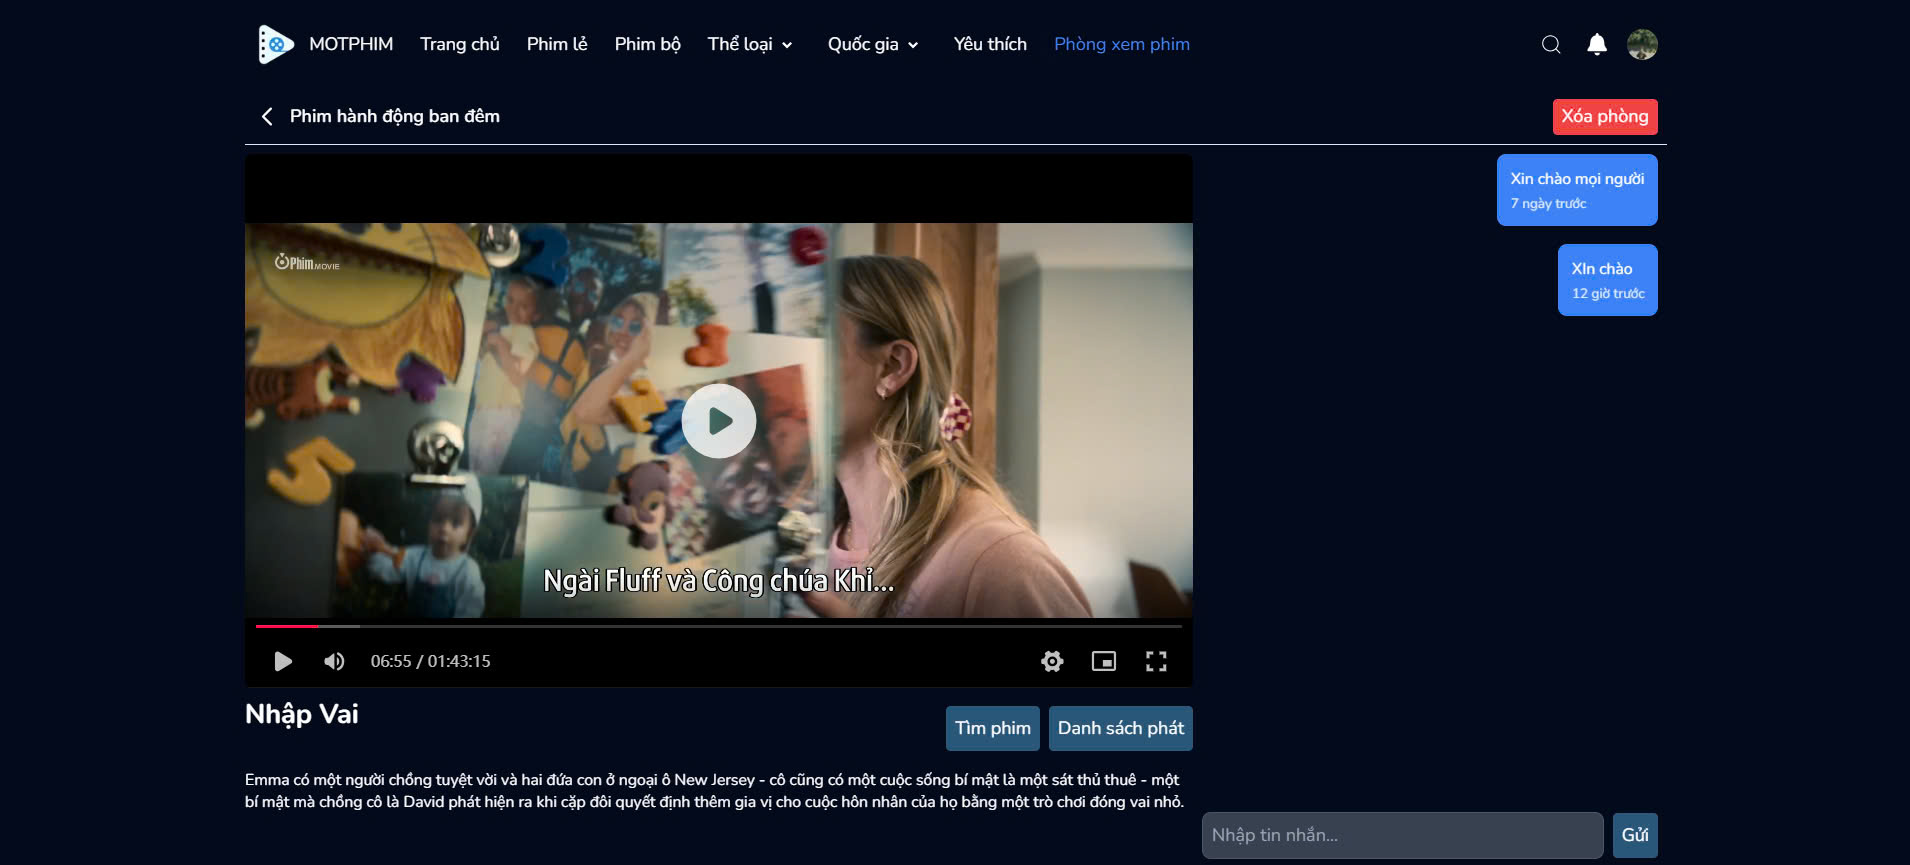 MOTPHIM Trang chủ Phim lẻ Phim bộ Thể loại Quốc gia Yêu thích Phòng xem phim
Phim hành động ban đêm
Xóa phòng
Xin chào mọi người
7 ngày trước
XIn chào
12 giờ trước
Phim.MOVIE
2
5
Ngài Fluff và Công chúa Khỉ...
06:55 / 01:43:15
Nhập Vai
Tìm phim
Danh sách phát
Emma có một người chồng tuyệt vời và hai đứa con ở ngoại ô New Jersey - cô cũng có một cuộc sống bí mật là một sát thủ thuê - một
bí mật mà chồng cô là David phát hiện ra khi cặp đôi quyết định thêm gia vị cho cuộc hôn nhân của họ bằng một trò chơi đóng vai nhỏ.
Nhập tin nhắn...
Gửi